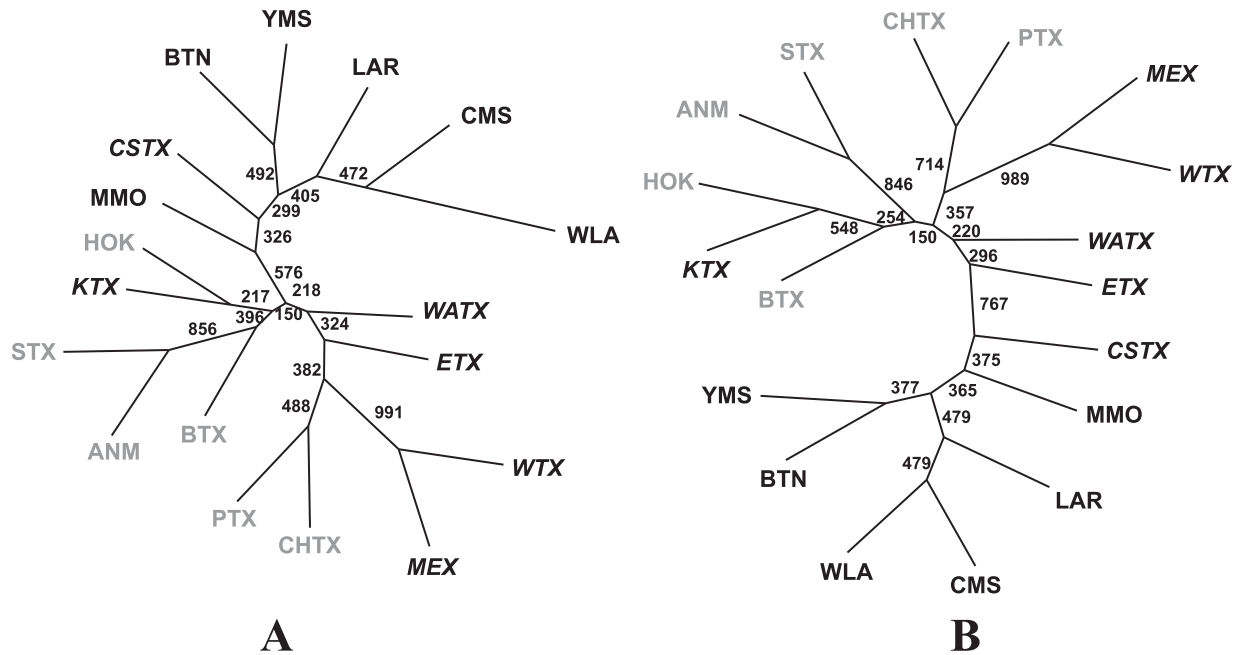 YMS
BTN
LAR
CMS
CSTX
492
472
405
MMO
299
WLA
326
HOK
576
KTX
217
218
WATX
396
150
324
856
STX
ETX
382
488
991
BTX
ANM
WTX
PTX
CHTX
MEX
A
CHTX
PTX
STX
MEX
ANM
714
WTX
HOK
846
989
254
357
548
150
220
WATX
KTX
296
ETX
BTX
767
CSTX
375
YMS
377
365
MMO
479
BTN
479
LAR
WLA
CMS
B